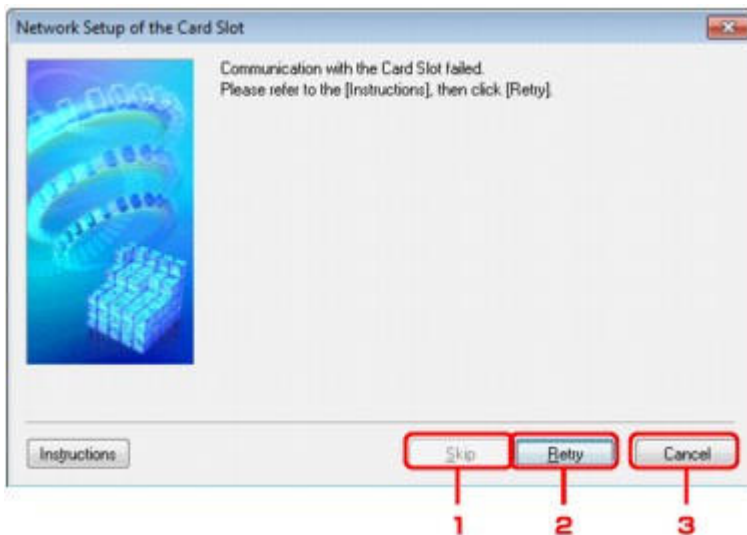 Network Setup of the Card Slot
Communication with the Card Slot failed.
Please refer to the [Instructions], then click [Retry].
Instructions
Skip
Retry
Cancel
1
2
3